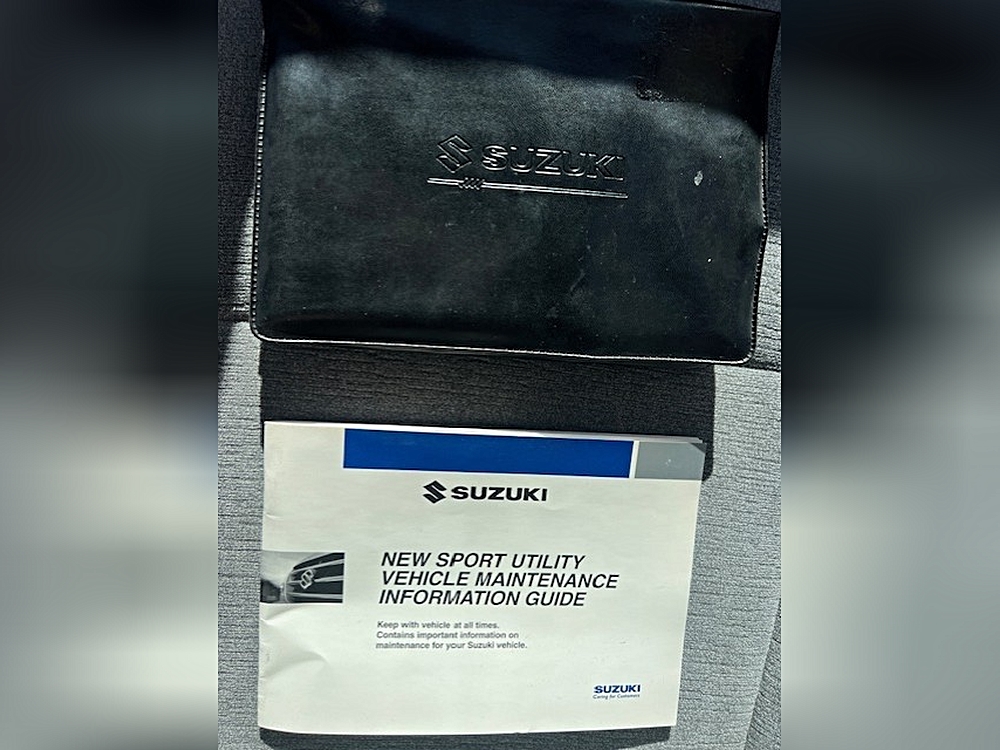 SUZUKI
SUZUKI
NEW SPORT UTILITY
VEHICLE MAINTENANCE
INFORMATION GUIDE
Keep with vehicle at all times.
Contains important information on
maintenance for your Suzuki vehicle.
SUZUKI
Caring for Customers